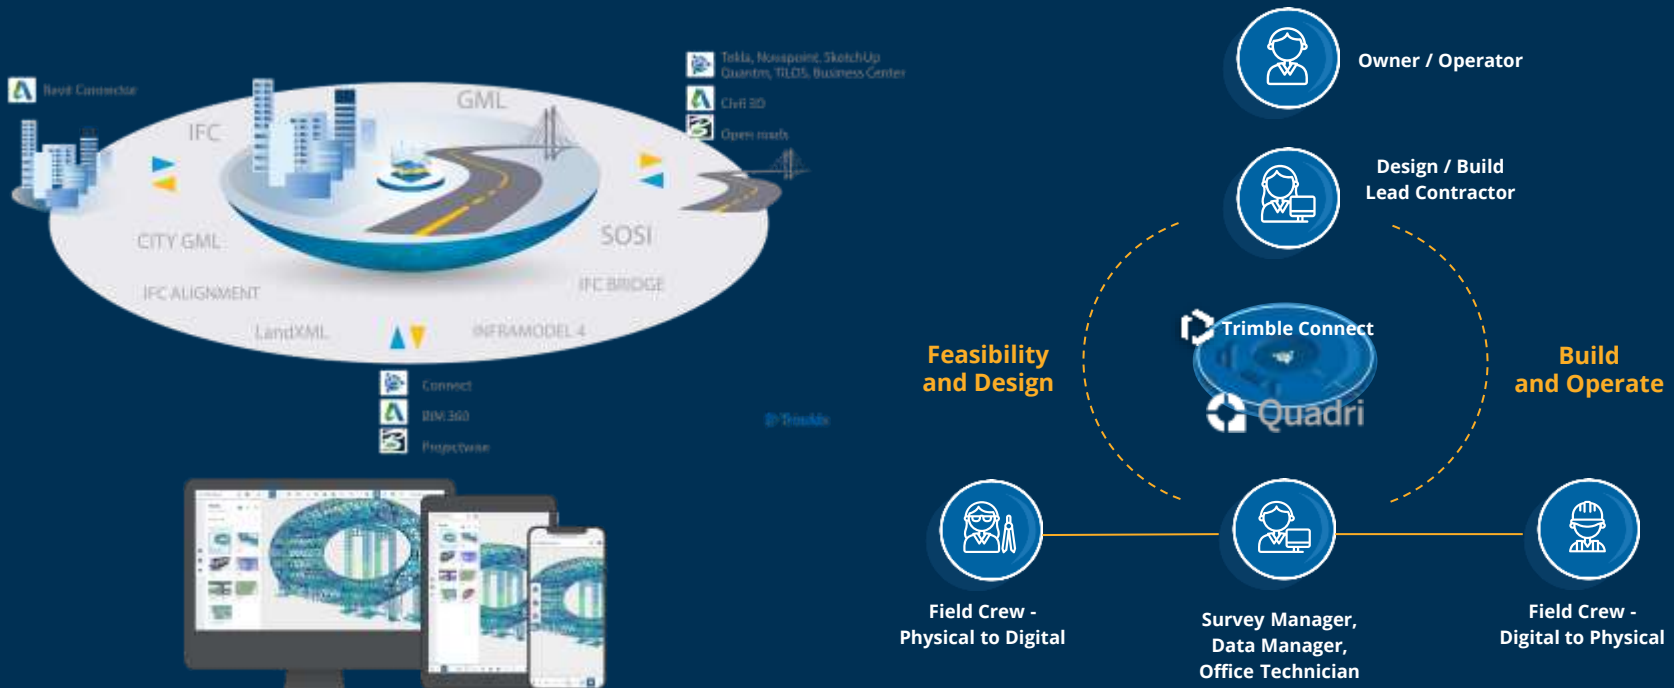 Revit Connector
Tekla, Novapoint, SketchUp
Quantm, TILOS, Business Center
Civil 3D
Open roads
GML
IFC
CITY GML
SOSI
IFC ALIGNMENT
IFC BRIDGE
LandXML
INFRAMODEL 4
Connect
BIM 360
Projectwise
Trimble
Owner / Operator
Design / Build
Lead Contractor
Trimble Connect
Quadri
Feasibility
and Design
Build
and Operate
Field Crew -
Physical to Digital
Survey Manager,
Data Manager,
Office Technician
Field Crew -
Digital to Physical